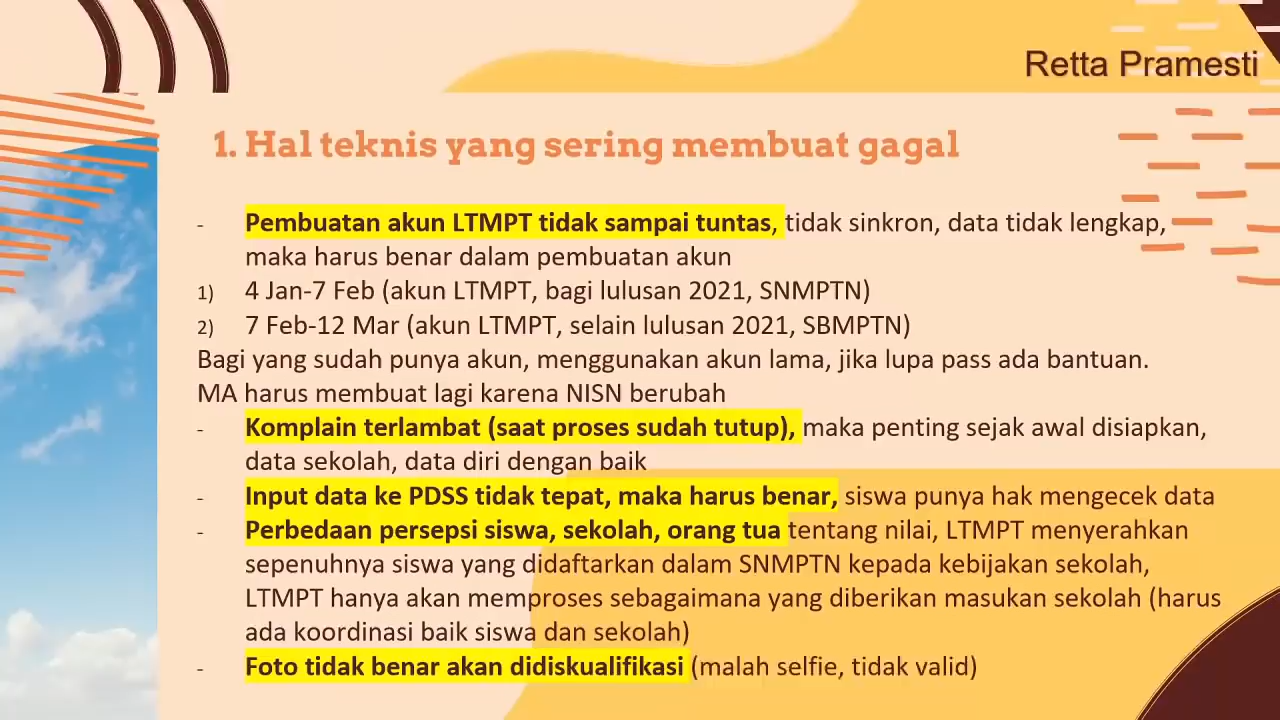 Retta Pramesti
1. Hal teknis yang sering membuat gagal
- Pembuatan akun LTMPT tidak sampai tuntas, tidak sinkron, data tidak lengkap,
maka harus benar dalam pembuatan akun
1) 4 Jan-7 Feb (akun LTMPT, bagi lulusan 2021, SNMPTN)
2) 7 Feb-12 Mar (akun LTMPT, selain lulusan 2021, SBMPTN)
Bagi yang sudah punya akun, menggunakan akun lama, jika lupa pass ada bantuan.
MA harus membuat lagi karena NISN berubah
- Komplain terlambat (saat proses sudah tutup), maka penting sejak awal disiapkan,
data sekolah, data diri dengan baik
- Input data ke PDSS tidak tepat, maka harus benar, siswa punya hak mengecek data
- Perbedaan persepsi siswa, sekolah, orang tua tentang nilai, LTMPT menyerahkan
sepenuhnya siswa yang didaftarkan dalam SNMPTN kepada kebijakan sekolah,
LTMPT hanya akan memproses sebagaimana yang diberikan masukan sekolah (harus
ada koordinasi baik siswa dan sekolah)
- Foto tidak benar akan didiskualifikasi (malah selfie, tidak valid)